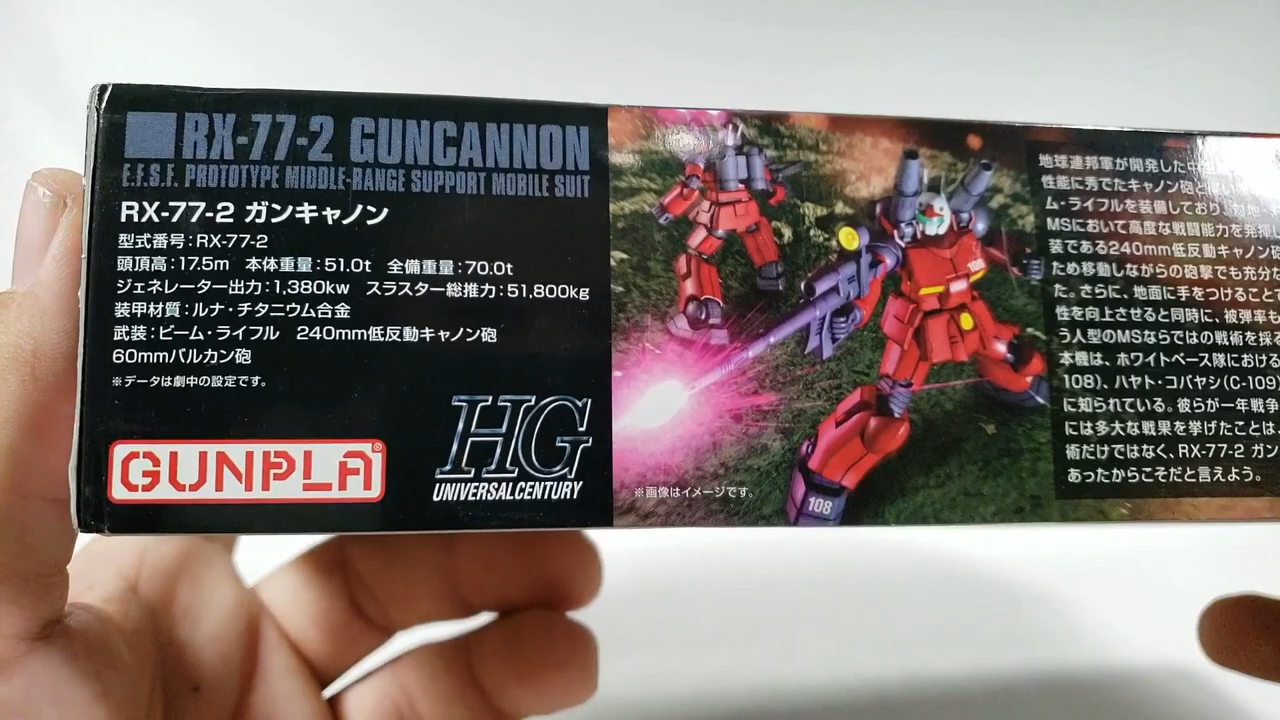 RX-77-2 GUNCANNON
E.F.S.F. PROTOTYPE MIDDLE-RANGE SUPPORT MOBILE SUIT
RX-77-2 ガンキャノン
型式番号:RX-77-2
頭頂高:17.5m 本体重量:51.0t 全備重量:70.0t
ジェネレーター出力:1,380kw スラスター総推力:51,800kg
装甲材質:ルナ・チタニウム合金
武装:ビーム・ライフル 240mm低反動キャノン砲
60mmバルカン砲
※データは劇中の設定です。
GUNPLA
HG
UNIVERSAL CENTURY
108
108
※画像はイメージです。
地球連邦軍が開発した中
性能に秀でたキャノン砲と
ム・ライフルを装備しており、対地・
MSにおいて高度な戦闘能力を発揮し
装である240mm低反動キャノン砲
ため移動しながらの砲撃でも充分な
た。さらに、地面に手をつけること
性を向上させると同時に、被弾率も
う人型のMSならではの戦術を採る
本機は、ホワイトベース隊における
108)、ハヤト・コバヤシ(C-109)
に知られている。彼らが一年戦争
には多大な戦果を挙げたことは、
術だけではなく、RX-77-2 ガン
あったからこそだと言えよう。